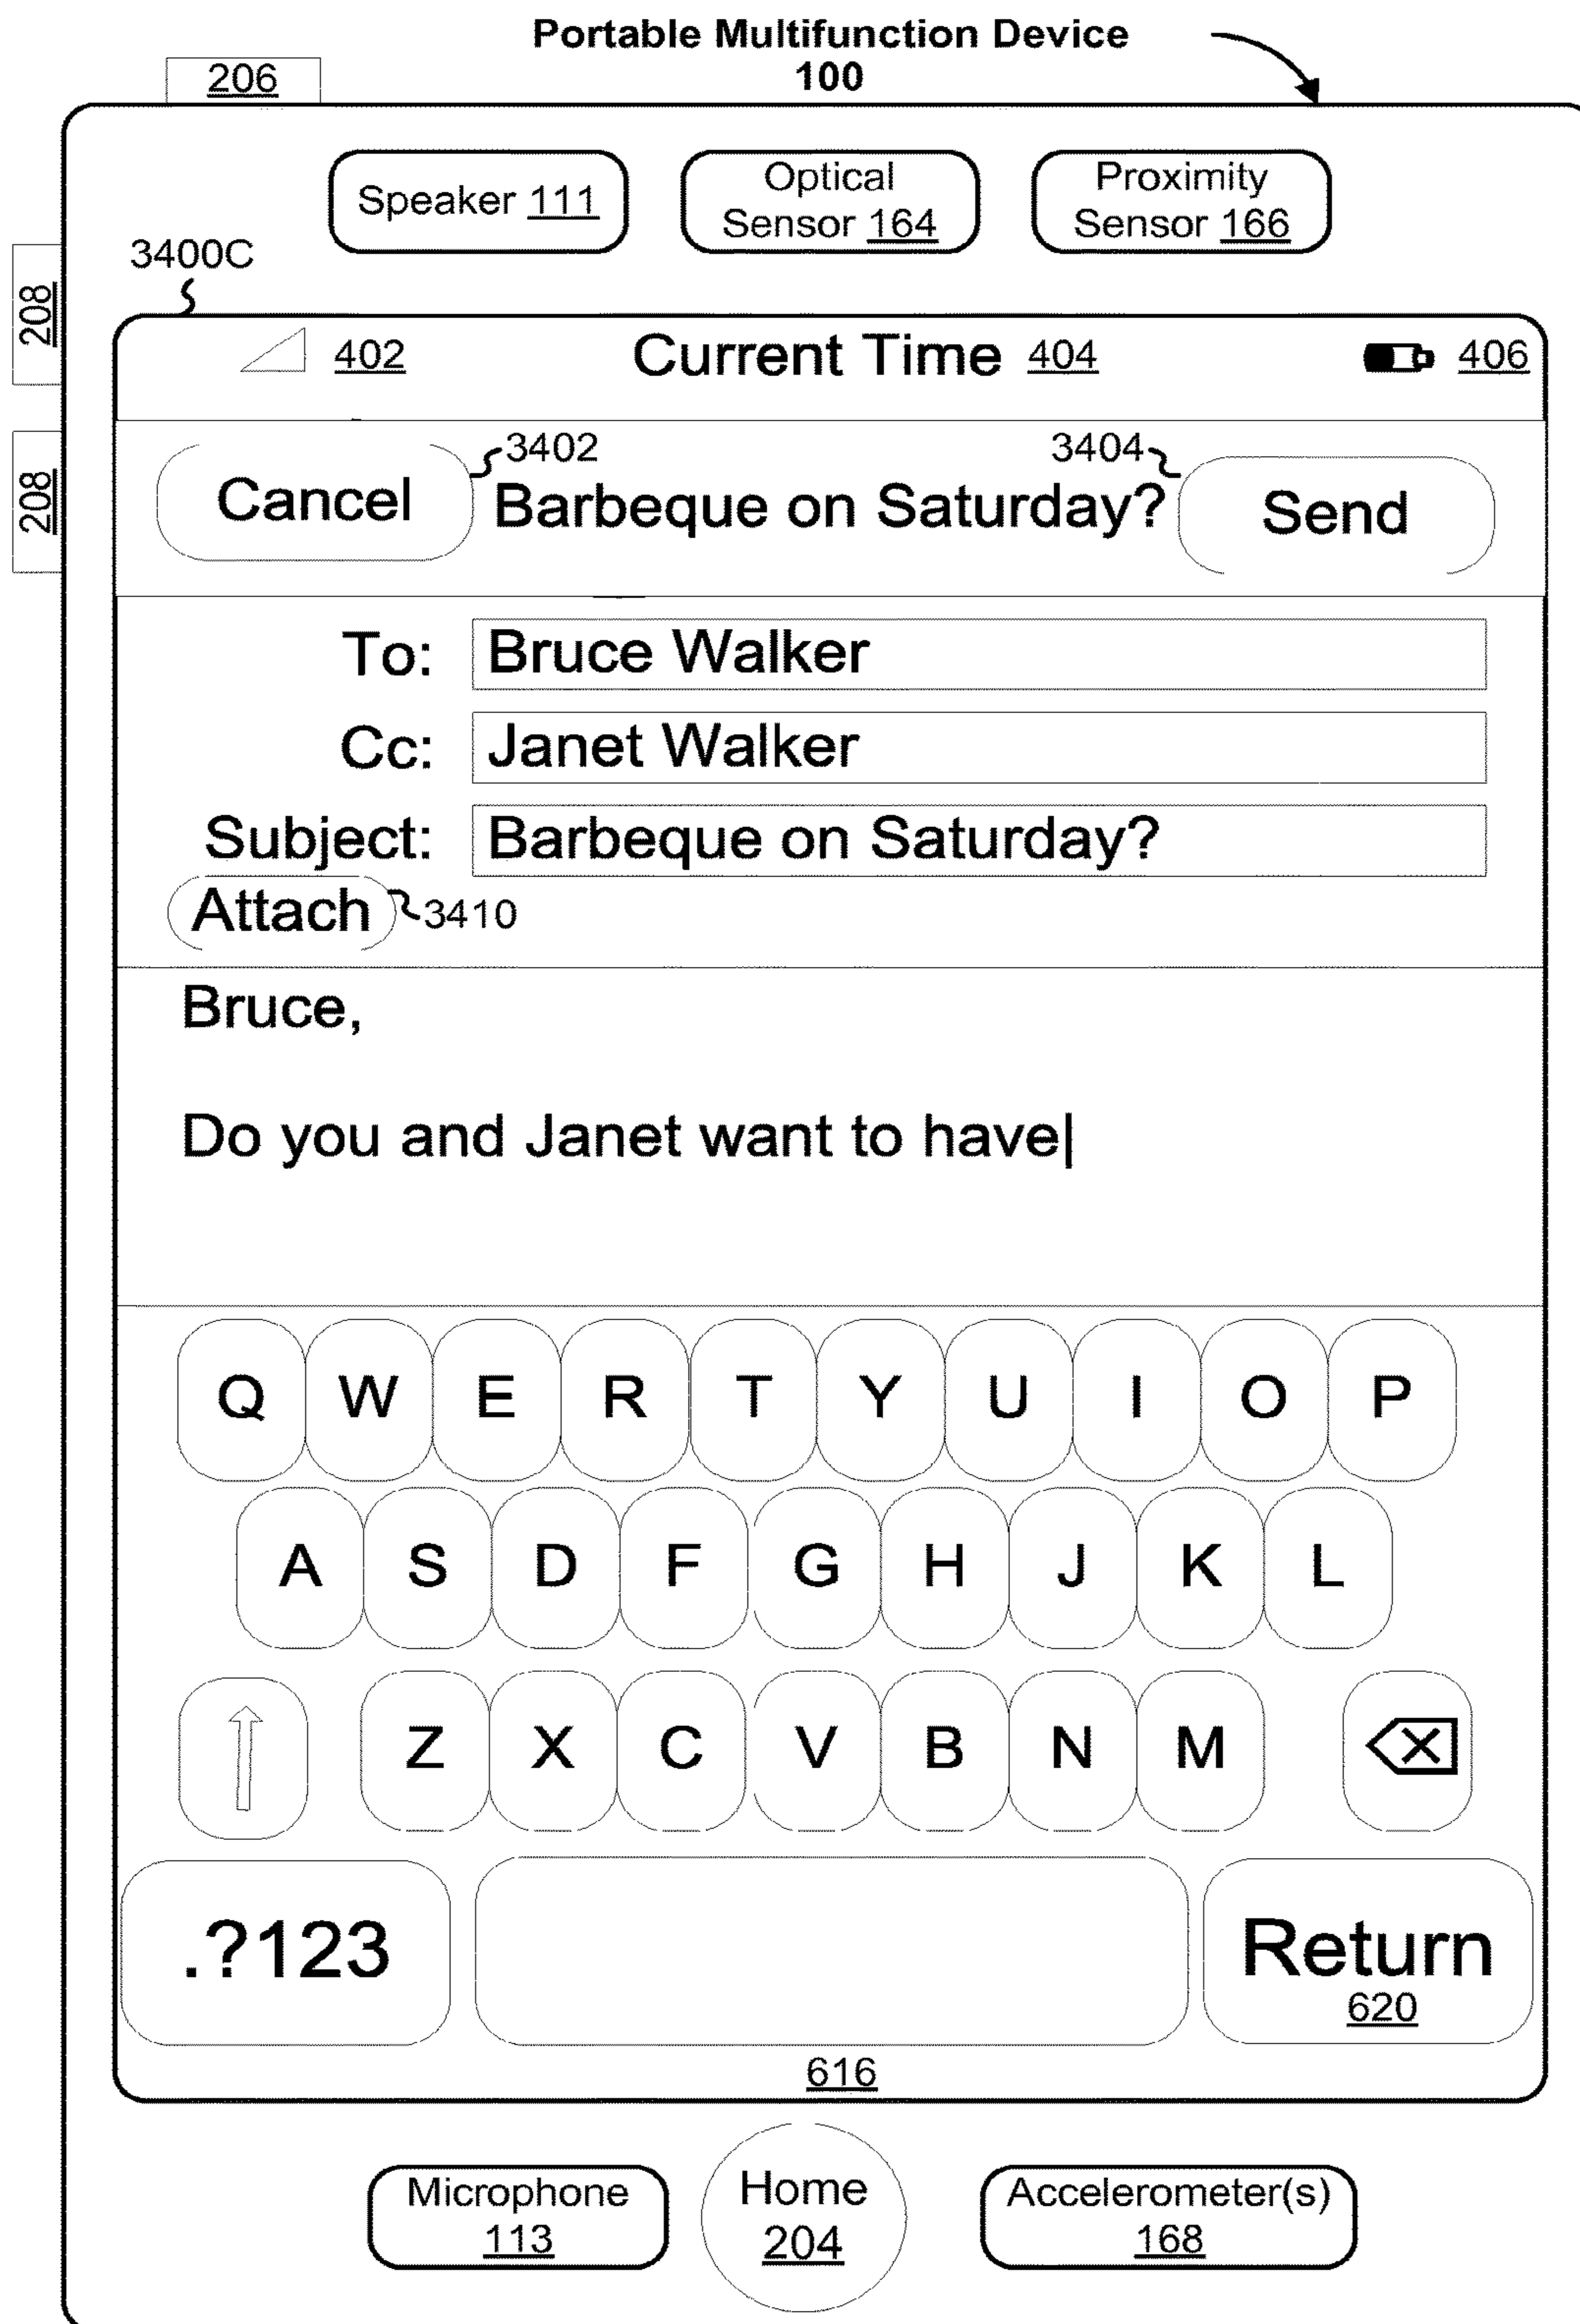 Portable Multifunction Device
100
206
Speaker 111
Optical
Sensor 164
Proximity
Sensor 166
3400C
208
208
402
Current Time 404
406
Cancel
3402
Barbeque on Saturday?
3404
Send
To:
Bruce Walker
Cc:
Janet Walker
Subject:
Barbeque on Saturday?
Attach
3410
Bruce,
Do you and Janet want to have
Q W E R T Y U I O P
A S D F G H J K L
Z X C V B N M
.?123
Return
620
616
Microphone
113
Home
204
Accelerometer(s)
168